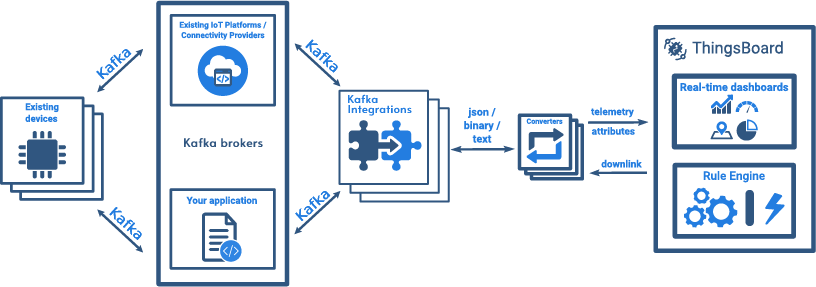 Existing
devices
Kafka
Kafka
Existing IoT Platforms /
Connectivity Providers
Kafka brokers
Your application
Kafka
Kafka
Kafka
Integrations
json /
binary /
text
Converters
telemetry
attributes
downlink
ThingsBoard
Real-time dashboards
Rule Engine